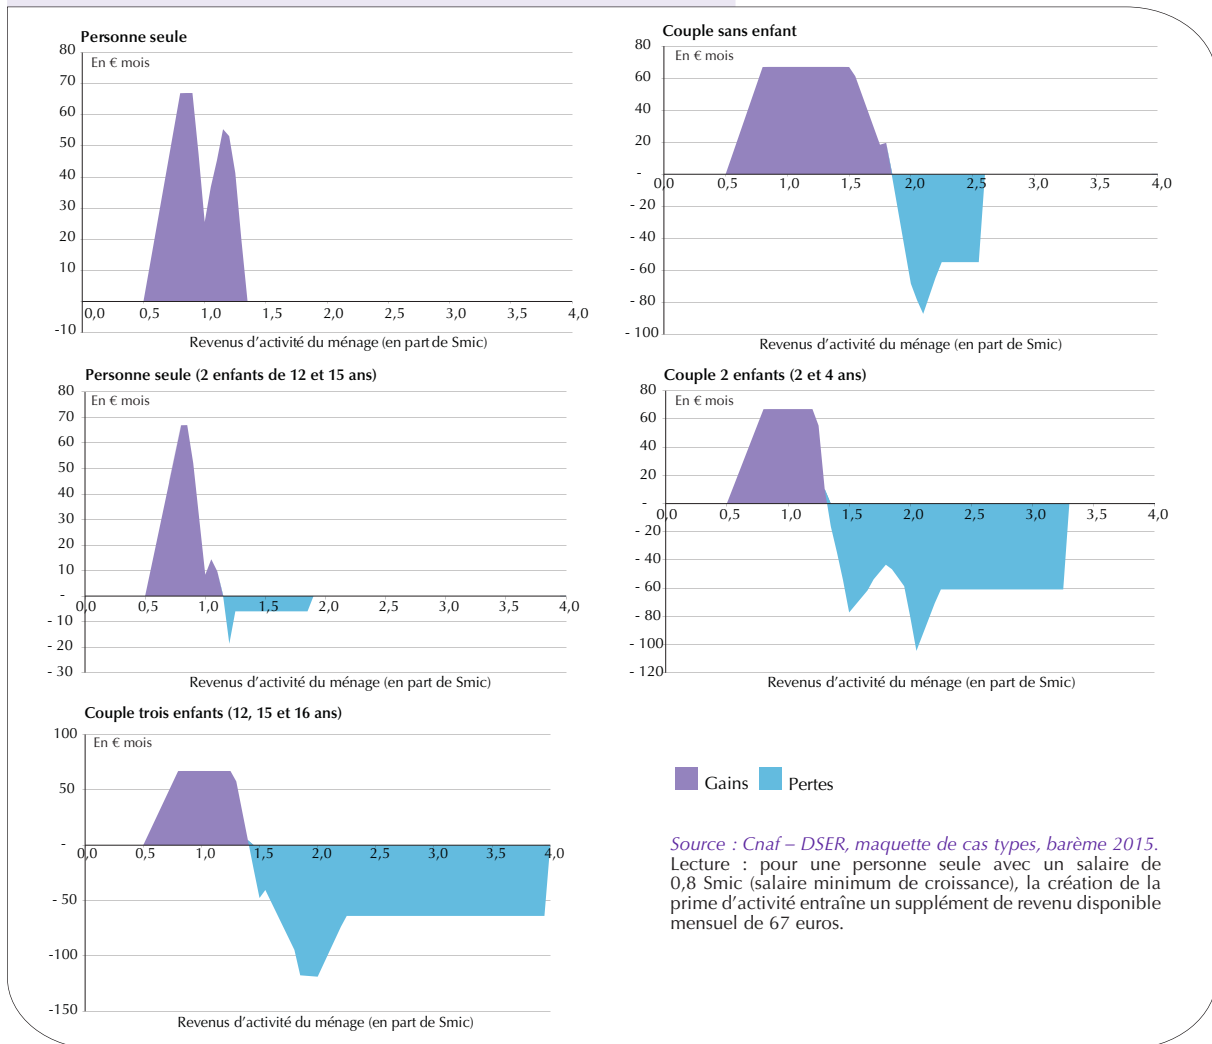 Personne seule
En € mois
80
70
60
50
40
30
20
10
-10
0,0 0,5 1,0 1,5 2,0 2,5 3,0 3,5 4,0
Revenus d’activité du ménage (en part de Smic)
Couple sans enfant
En € mois
80
60
40
20
-
- 20
- 40
- 60
- 80
- 100
0,0 0,5 1,0 1,5 2,0 2,5 3,0 3,5 4,0
Revenus d’activité du ménage (en part de Smic)
Personne seule (2 enfants de 12 et 15 ans)
En € mois
80
70
60
50
40
30
20
10
-
- 10
- 20
- 30
0,0 0,5 1,0 1,5 2,0 2,5 3,0 3,5 4,0
Revenus d’activité du ménage (en part de Smic)
Couple 2 enfants (2 et 4 ans)
En € mois
80
60
40
20
-
- 20
- 40
- 60
- 80
- 100
- 120
0,0 0,5 1,0 1,5 2,0 2,5 3,0 3,5 4,0
Revenus d’activité du ménage (en part de Smic)
Couple trois enfants (12, 15 et 16 ans)
En € mois
100
50
-
- 50
-100
-150
0,0 0,5 1,0 1,5 2,0 2,5 3,0 3,5 4,0
Revenus d’activité du ménage (en part de Smic)
Gains Pertes
Source : Cnaf – DSER, maquette de cas types, barème 2015.
Lecture : pour une personne seule avec un salaire de
0,8 Smic (salaire minimum de croissance), la création de la
prime d’activité entraîne un supplément de revenu disponible
mensuel de 67 euros.